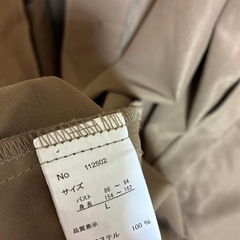 No 112502
サイズ
バスト 86 ~ 94
身長 154 ~ 162
L
品質表示
ステル 100 %